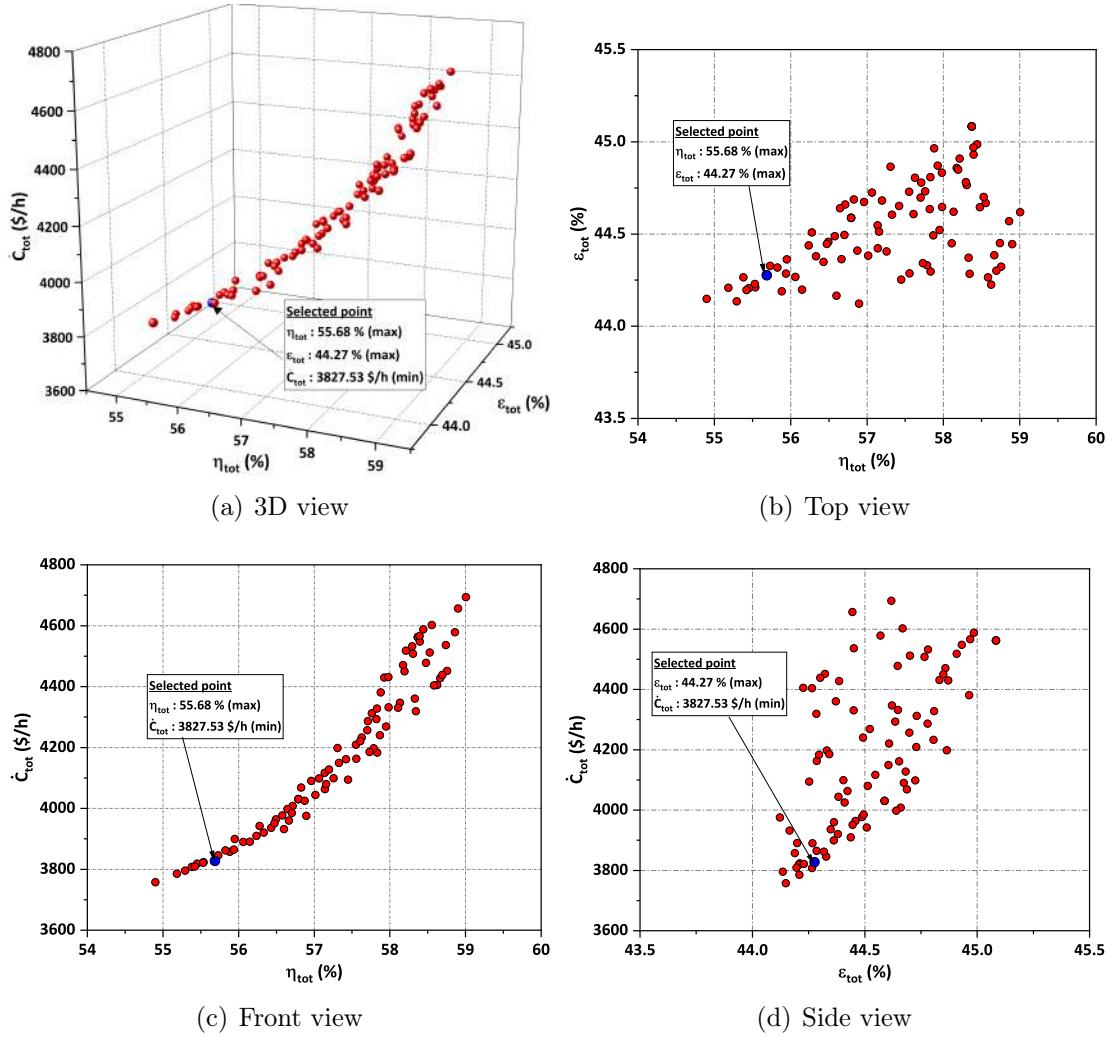 4800
4600
4400
4200
4000
3800
3600
Ċtot ($/h)
55
56
57
58
59
ηtot (%)
44.0
44.5
45.0
εtot (%)
Selected point
ηtot : 55.68 % (max)
εtot : 44.27 % (max)
Ċtot : 3827.53 $/h (min)
(a) 3D view
45.5
45.0
44.5
44.0
43.5
εtot (%)
Selected point
ηtot : 55.68 % (max)
εtot : 44.27 % (max)
54 55 56 57 58 59 60
ηtot (%)
(b) Top view
4800
4600
4400
4200
4000
3800
3600
Ċtot ($/h)
Selected point
ηtot : 55.68 % (max)
Ċtot : 3827.53 $/h (min)
54 55 56 57 58 59 60
ηtot (%)
(c) Front view
4800
4600
4400
4200
4000
3800
3600
Ċtot ($/h)
Selected point
εtot : 44.27 % (max)
Ċtot : 3827.53 $/h (min)
43.5 44.0 44.5 45.0 45.5
εtot (%)
(d) Side view